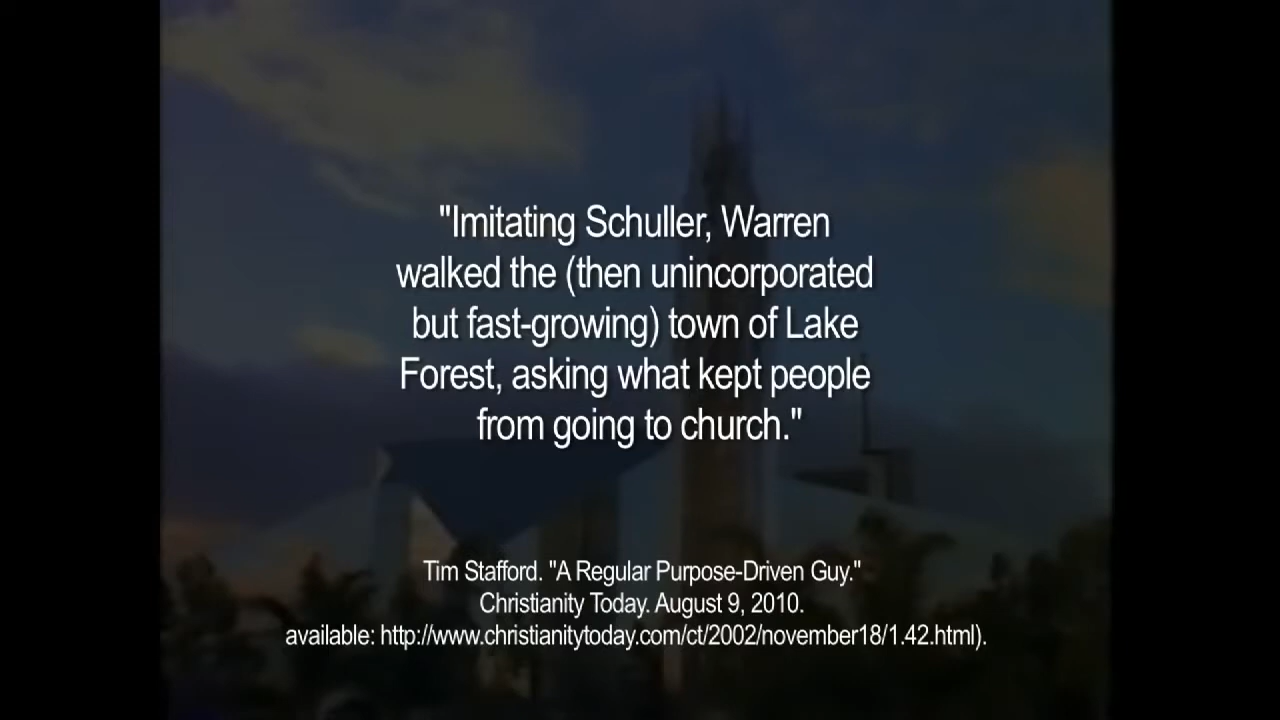 "Imitating Schuller, Warren
walked the (then unincorporated
but fast-growing) town of Lake
Forest, asking what kept people
from going to church."
Tim Stafford. "A Regular Purpose-Driven Guy."
Christianity Today. August 9, 2010.
available: http://www.christianitytoday.com/ct/2002/november18/1.42.html).